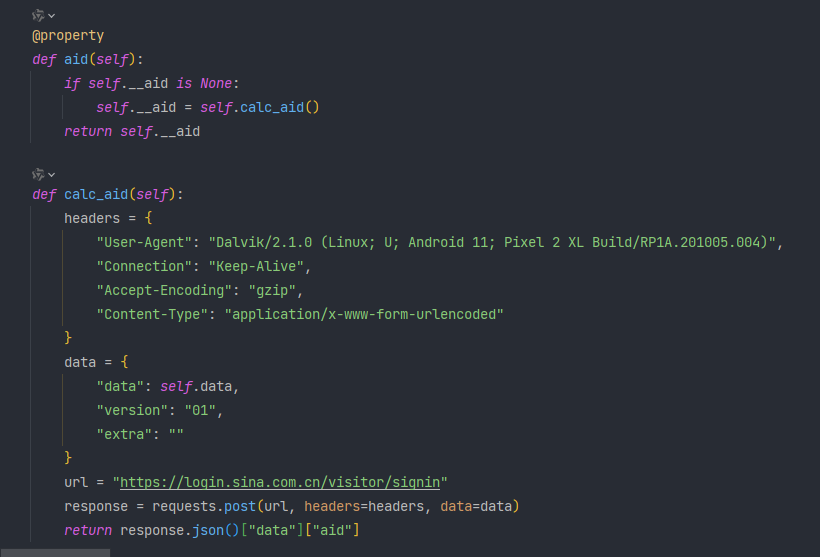 @property
def aid(self):
    if self.__aid is None:
        self.__aid = self.calc_aid()
    return self.__aid
def calc_aid(self):
    headers = {
        "User-Agent": "Dalvik/2.1.0 (Linux; U; Android 11; Pixel 2 XL Build/RP1A.201005.004)",
        "Connection": "Keep-Alive",
        "Accept-Encoding": "gzip",
        "Content-Type": "application/x-www-form-urlencoded"
    }
    data = {
        "data": self.data,
        "version": "01",
        "extra": ""
    }
    url = "https://login.sina.com.cn/visitor/signin"
    response = requests.post(url, headers=headers, data=data)
    return response.json()["data"]["aid"]